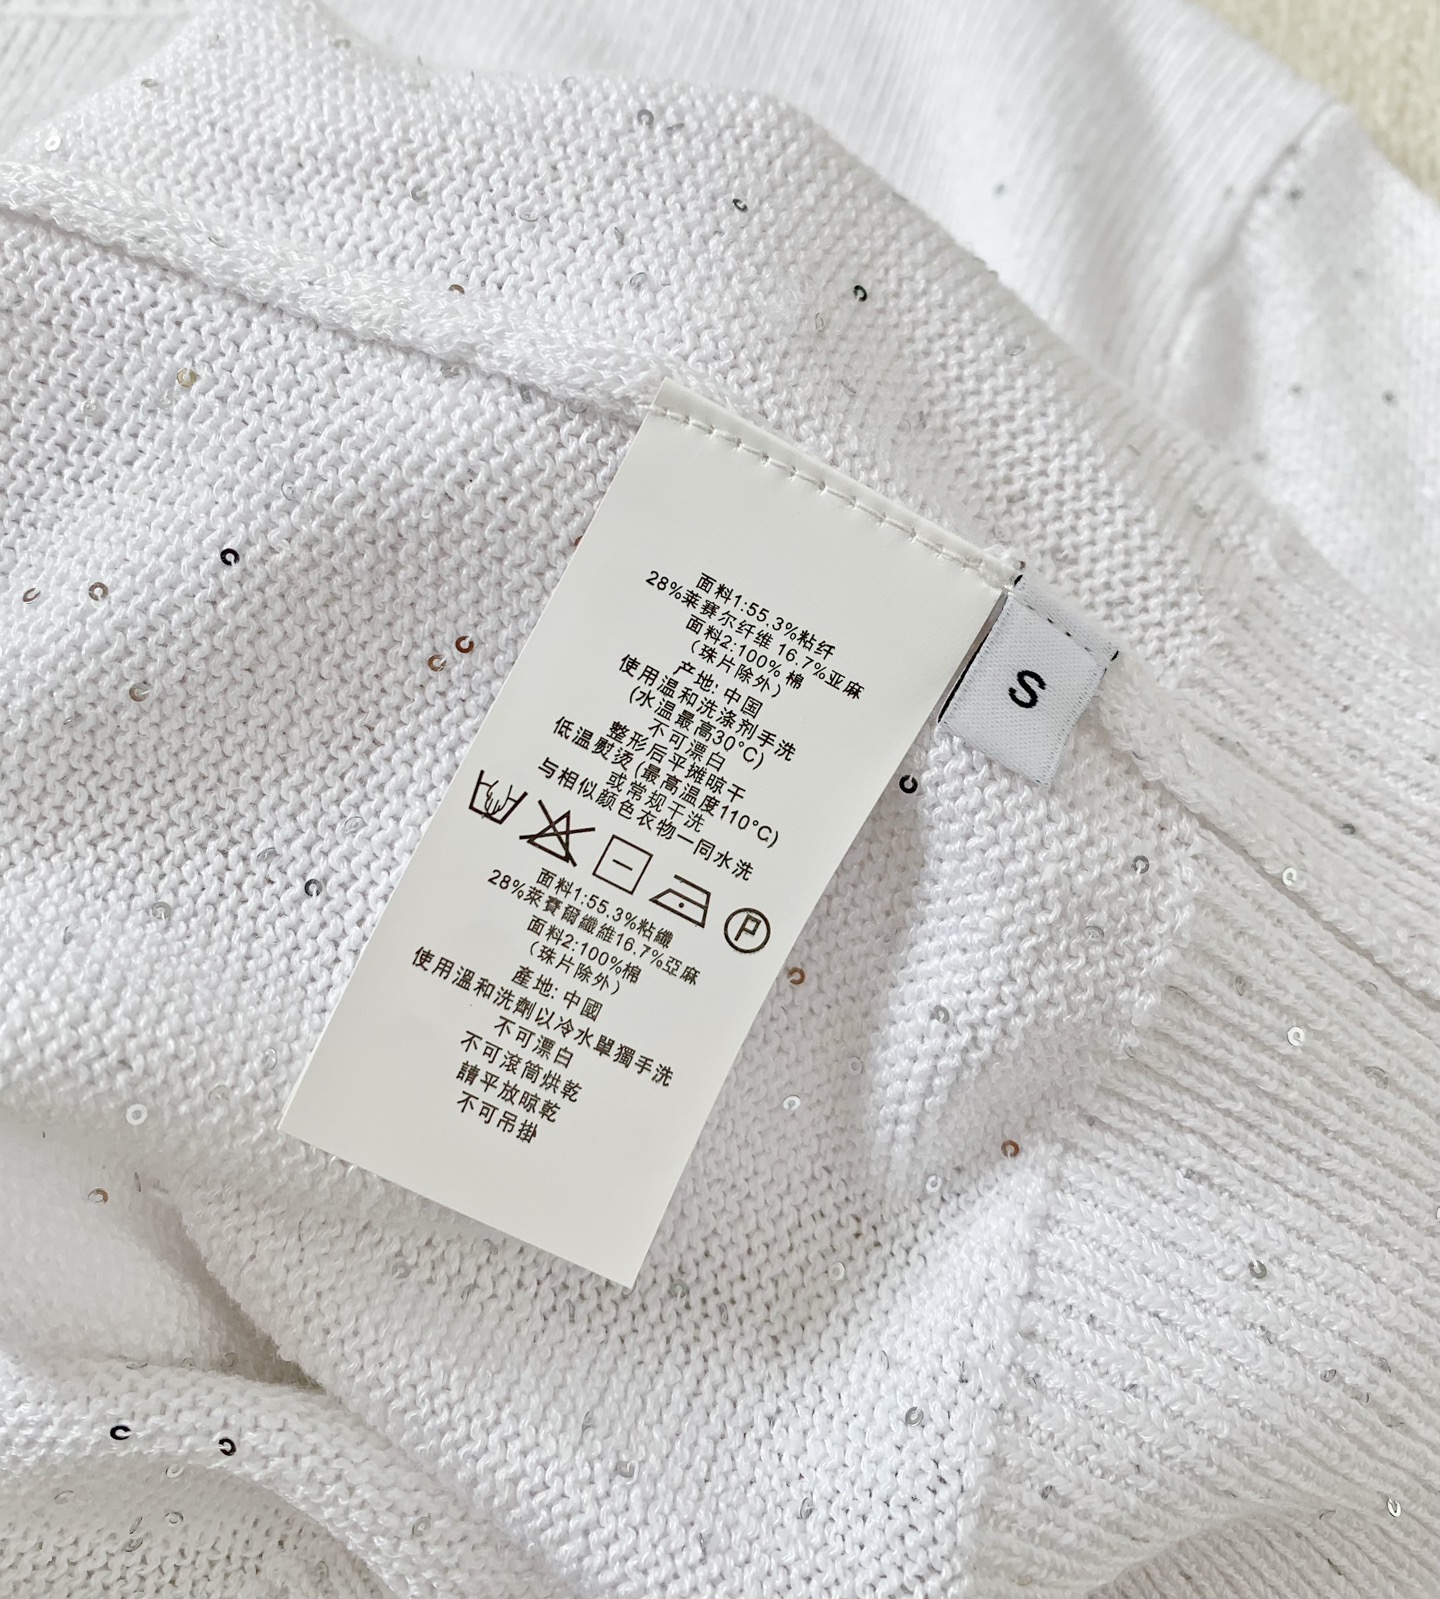 面料1:55.3%粘纤
28%莱赛尔纤维 16.7%亚麻
面料2:100% 棉
（珠片除外）
产地: 中国
使用温和洗涤剂手洗
(水温最高30°C)
不可漂白
整形后平摊晾干
低温熨烫(最高温度110°C)
或常规干洗
与相似颜色衣物一同水洗
P
面料1:55.3%粘纖
28%萊賽爾纖維16.7%亞麻
面料2:100%棉
（珠片除外）
產地: 中國
使用溫和洗劑以冷水單獨手洗
不可漂白
不可滾筒烘乾
請平放晾乾
不可吊掛
S